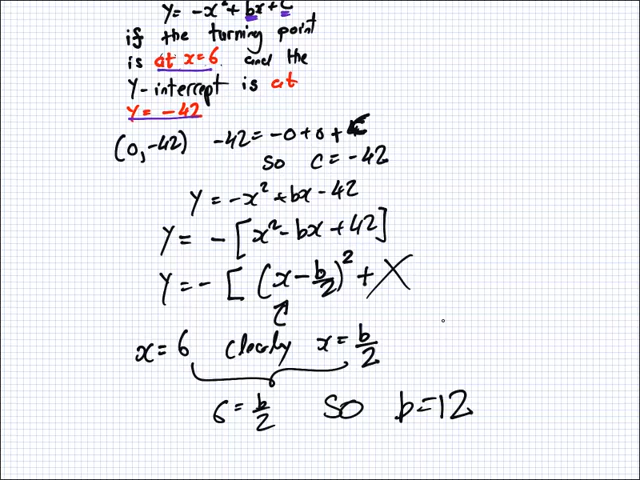 y = -x² + bx + c
if the turning point
is at x=6 and the
Y-intercept is at
Y = -42
(0,-42) -42 = -0+0+c
so c = -42
Y = -x² + bx - 42
Y = - [x² - bx + 42]
Y = - [ (x - b/2)² + X
x = 6 clearly x = b/2
6 = b/2 so b=12